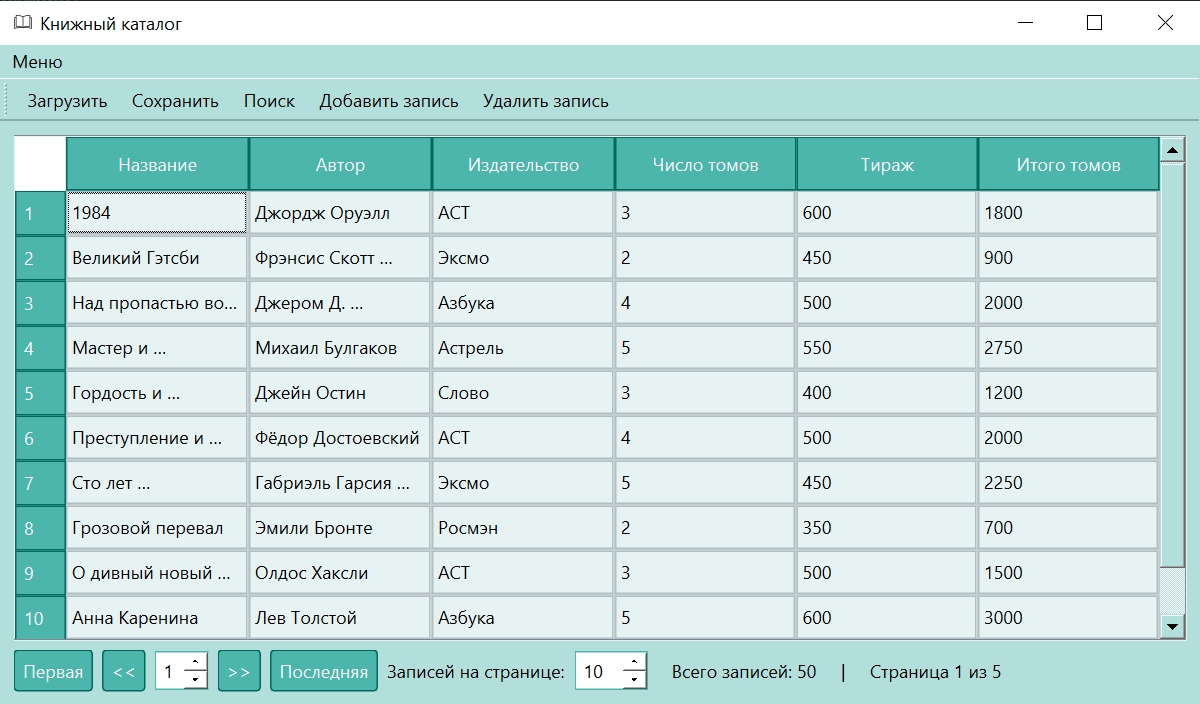 Книжный каталог
Меню
Загрузить Сохранить Поиск Добавить запись Удалить запись
Название Автор Издательство Число томов Тираж Итого томов
1 1984 Джордж Оруэлл АСТ 3 600 1800
2 Великий Гэтсби Фрэнсис Скотт ... Эксмо 2 450 900
3 Над пропастью во... Джером Д. ... Азбука 4 500 2000
4 Мастер и ... Михаил Булгаков Астрель 5 550 2750
5 Гордость и ... Джейн Остин Слово 3 400 1200
6 Преступление и ... Фёдор Достоевский АСТ 4 500 2000
7 Сто лет ... Габриэль Гарсия ... Эксмо 5 450 2250
8 Грозовой перевал Эмили Бронте Росмэн 2 350 700
9 О дивный новый ... Олдос Хаксли АСТ 3 500 1500
10 Анна Каренина Лев Толстой Азбука 5 600 3000
Первая << 1 >> Последняя Записей на странице: 10 Всего записей: 50 | Страница 1 из 5